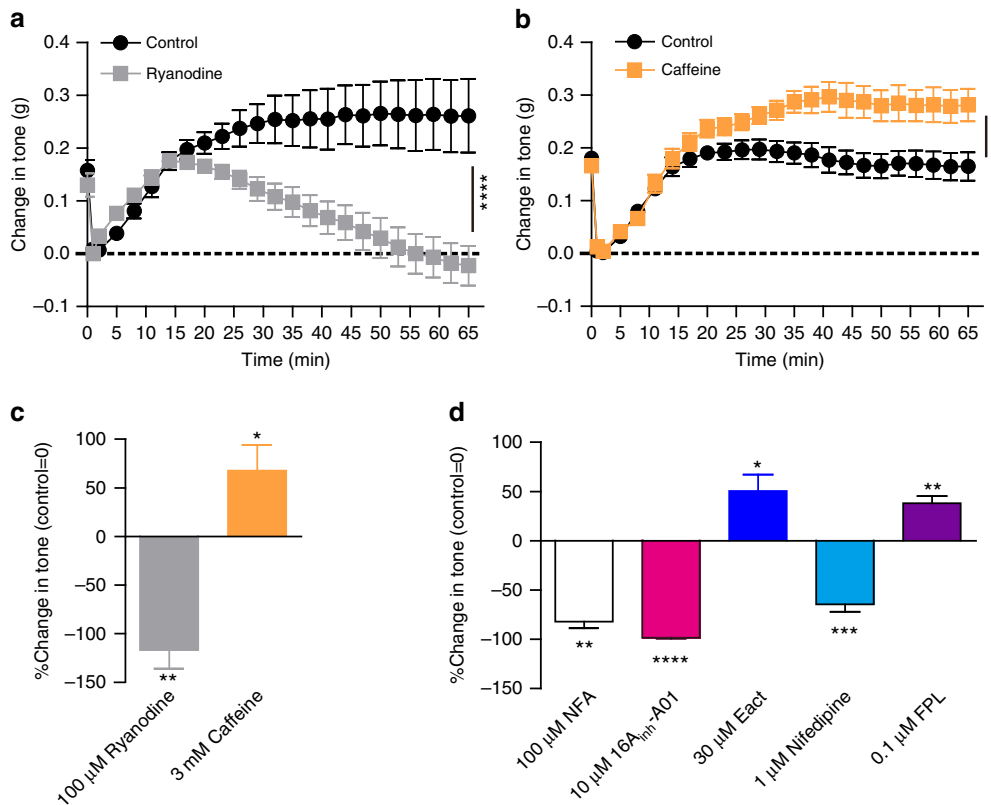 a
0.4
0.3
0.2
0.1
0.0
–0.1
Change in tone (g)
Control
Ryanodine
****
0 5 10 15 20 25 30 35 40 45 50 55 60 65
Time (min)
b
0.4
0.3
0.2
0.1
0.0
–0.1
Change in tone (g)
Control
Caffeine
0 5 10 15 20 25 30 35 40 45 50 55 60 65
Time (min)
c
100
50
0
–50
–100
–150
%Change in tone (control=0)
*
**
100 μM Ryanodine
3 mM Caffeine
d
100
50
0
–50
–100
–150
%Change in tone (control=0)
**
****
*
***
**
100 μM NFA
10 μM 16Ainh-A01
30 μM Eact
1 μM Nifedipine
0.1 μM FPL